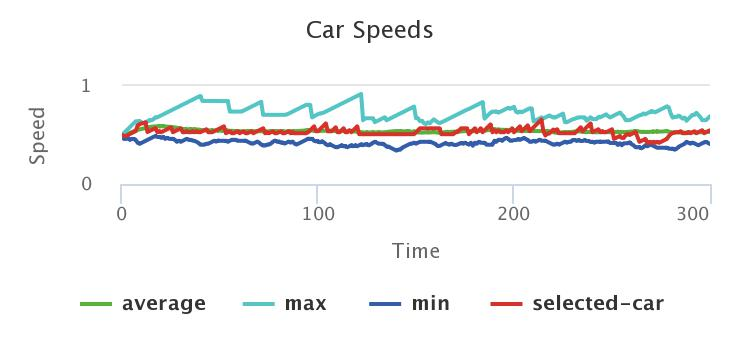 Car Speeds
1
Speed
0
0 100 200 300
Time
average max min selected-car